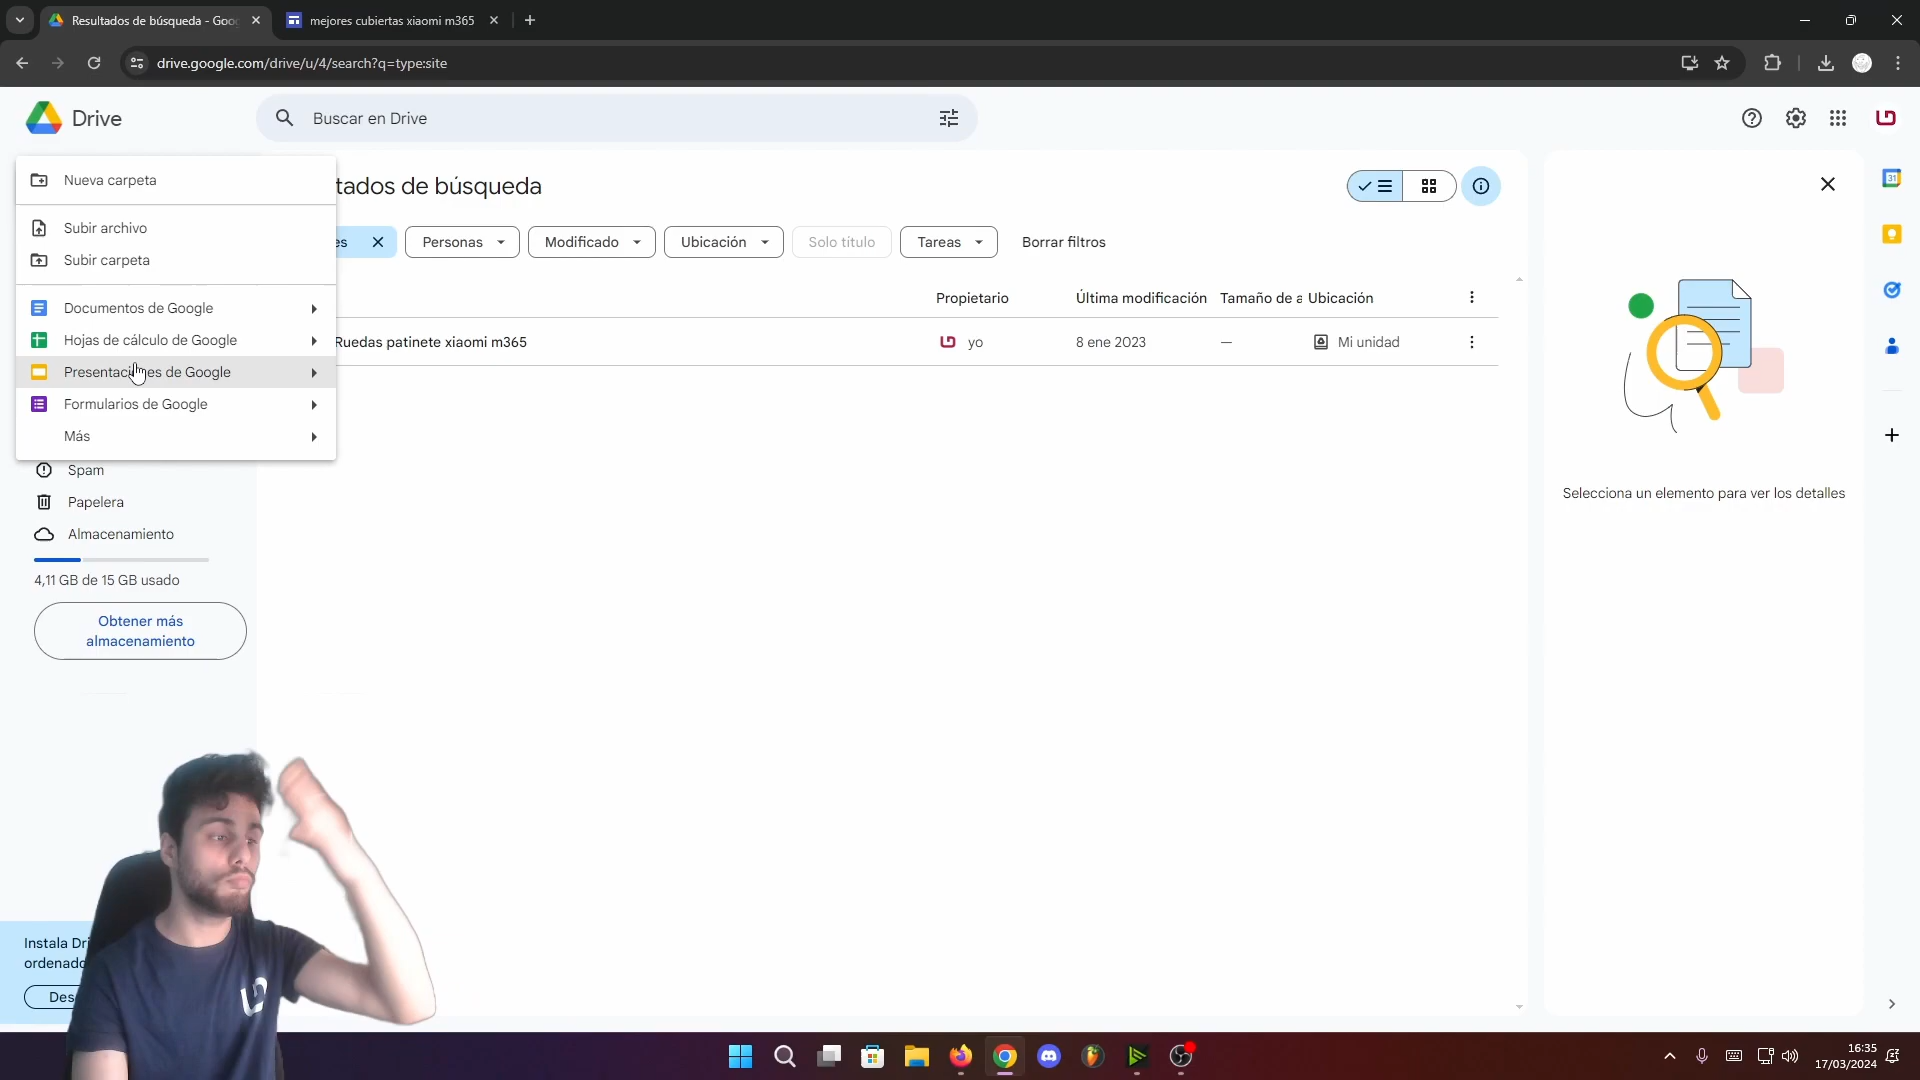 Resultados de búsqueda - Goo
mejores cubiertas xiaomi m365
drive.google.com/drive/u/4/search?q=type:site
Drive
Buscar en Drive
Nueva carpeta
Subir archivo
Subir carpeta
Documentos de Google
Hojas de cálculo de Google
Presentaciones de Google
Formularios de Google
Más
Spam
Papelera
Almacenamiento
4,11 GB de 15 GB usado
Obtener más
almacenamiento
Instala Dri
ordenado
Des
tados de búsqueda
es
Personas
Modificado
Ubicación
Solo título
Tareas
Borrar filtros
Propietario
Última modificación
Tamaño de a
Ubicación
Ruedas patinete xiaomi m365
yo
8 ene 2023
—
Mi unidad
Selecciona un elemento para ver los detalles
31
16:35
17/03/2024